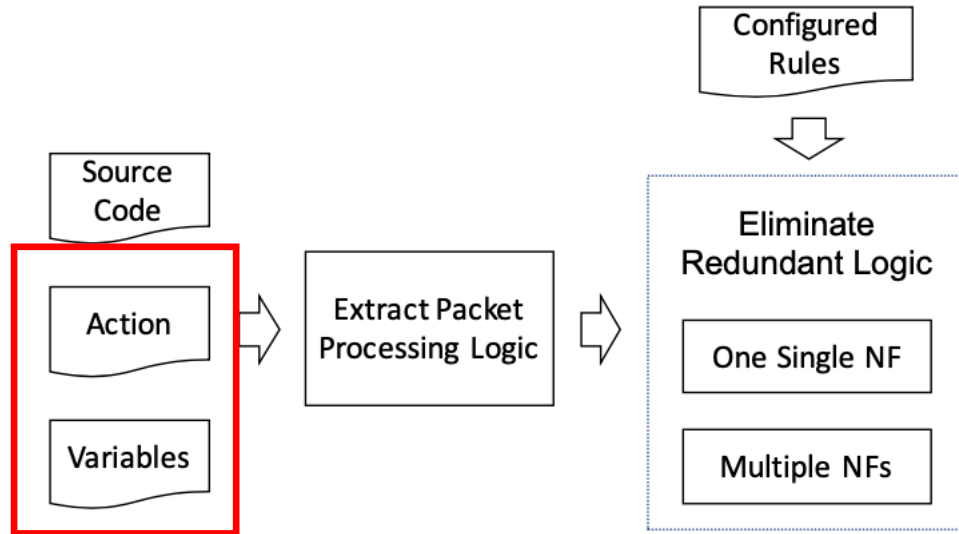 Configured
Rules
Source
Code
Action
Variables
Extract Packet
Processing Logic
Eliminate
Redundant Logic
One Single NF
Multiple NFs